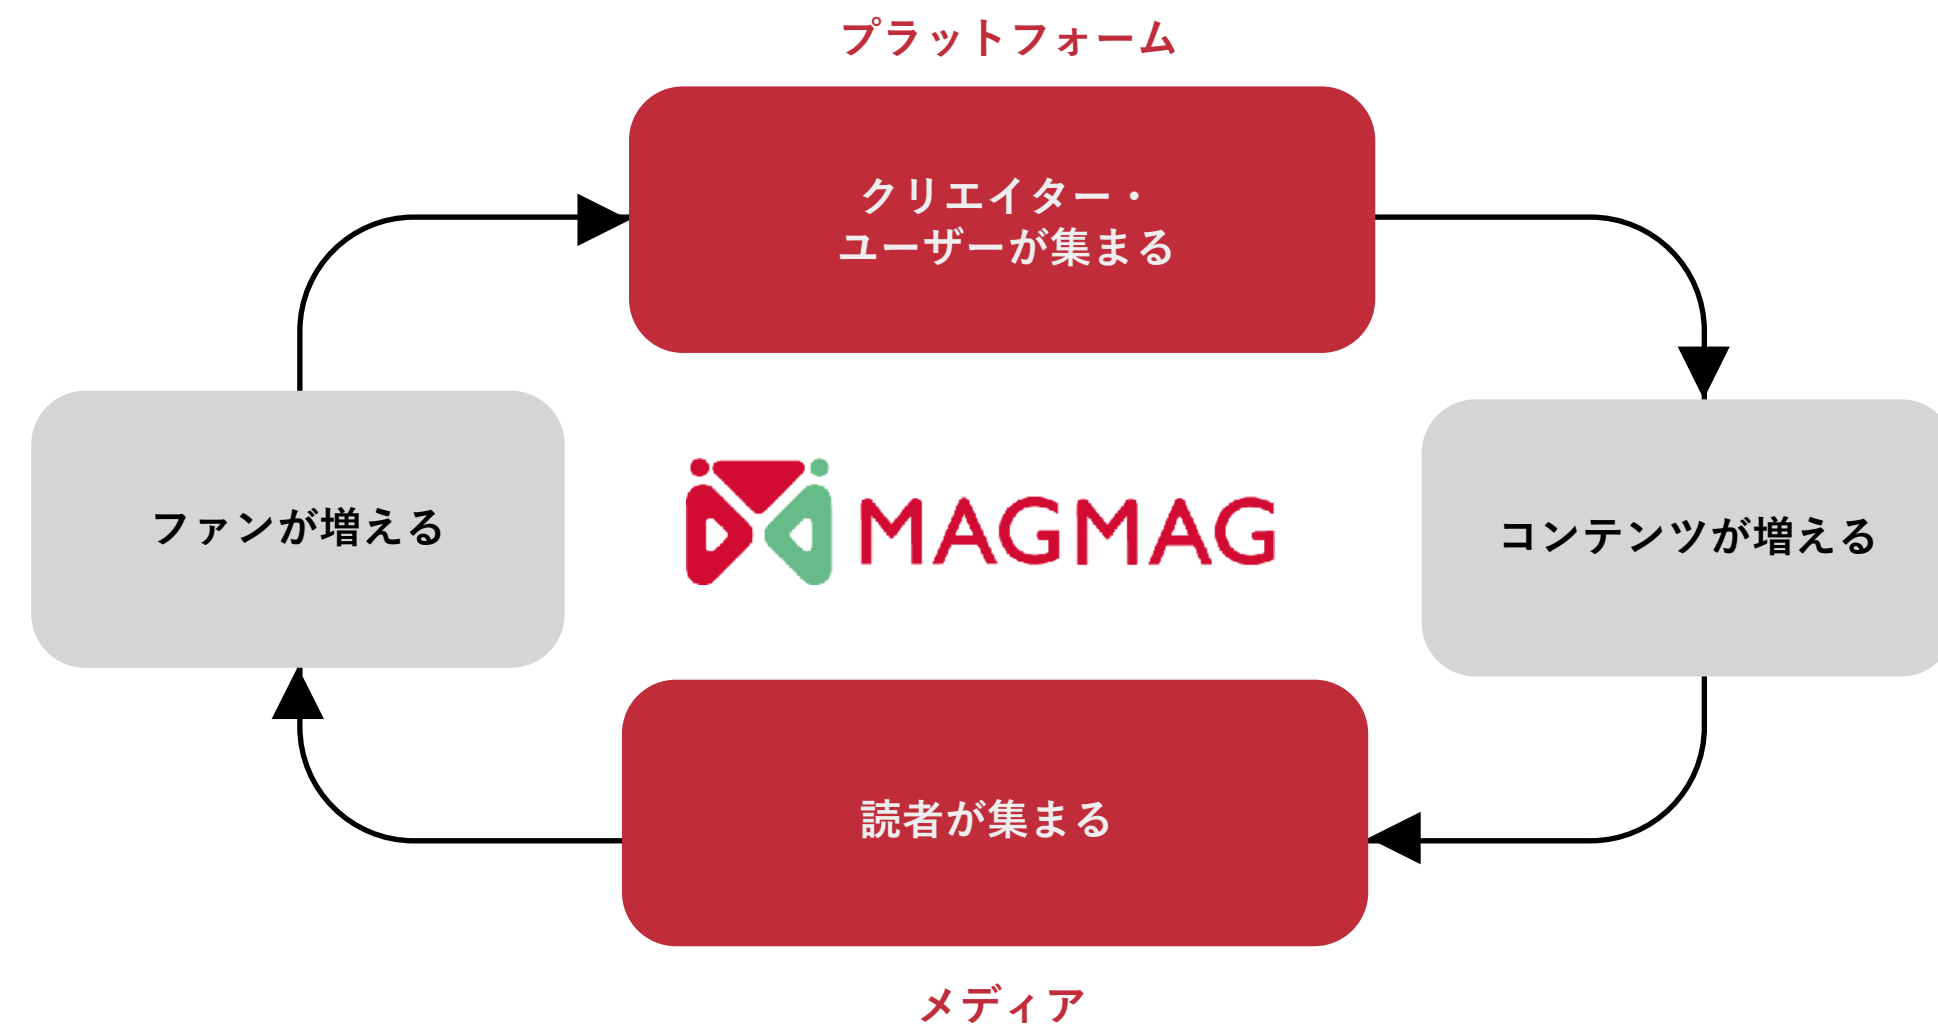 プラットフォーム
クリエイター・
ユーザーが集まる
ファンが増える
MAGMAG
コンテンツが増える
読者が集まる
メディア